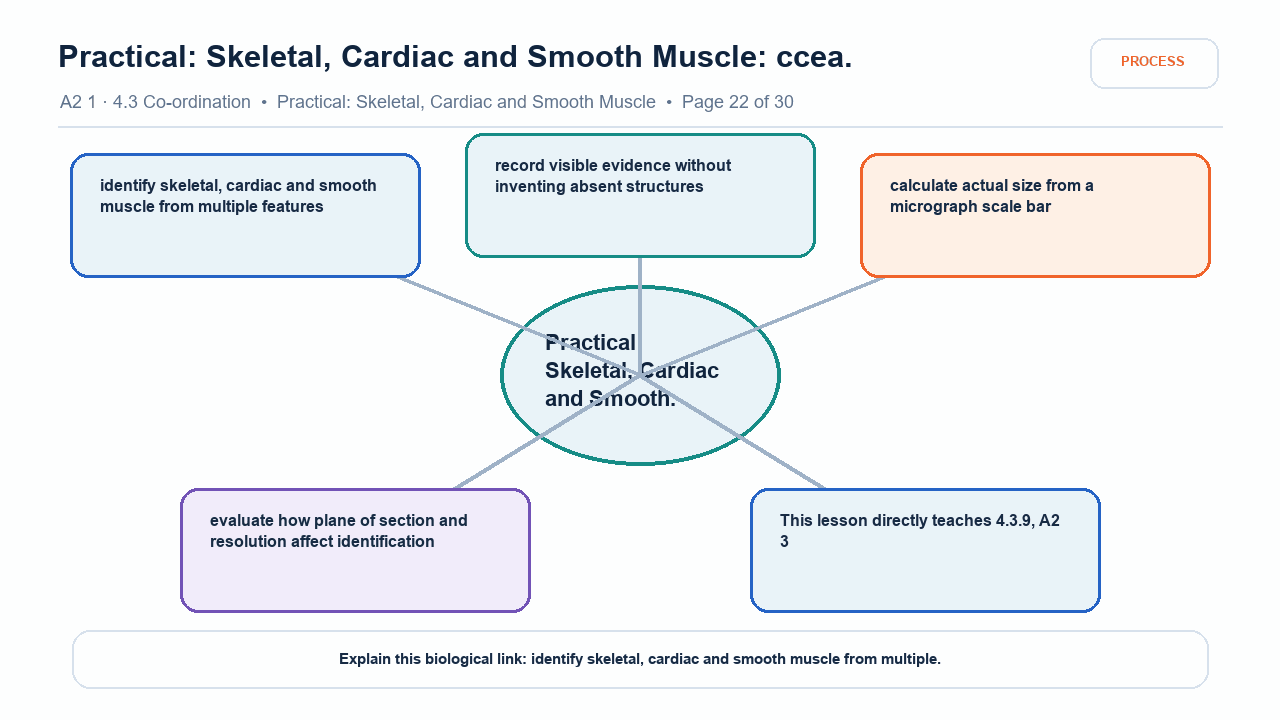 Practical: Skeletal, Cardiac and Smooth Muscle: ccea.
PROCESS
A2 1 · 4.3 Co-ordination • Practical: Skeletal, Cardiac and Smooth Muscle • Page 22 of 30
identify skeletal, cardiac and smooth
muscle from multiple features
record visible evidence without
inventing absent structures
calculate actual size from a
micrograph scale bar
Practical
Skeletal, Cardiac
and Smooth.
evaluate how plane of section and
resolution affect identification
This lesson directly teaches 4.3.9, A2
3
Explain this biological link: identify skeletal, cardiac and smooth muscle from multiple.